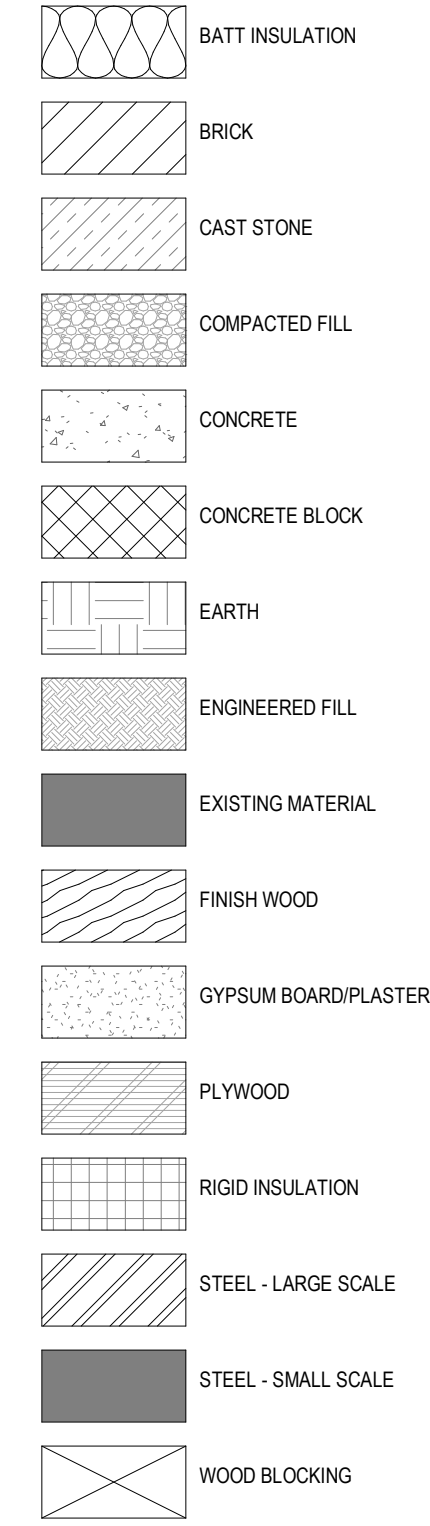 BATT INSULATION
BRICK
CAST STONE
COMPACTED FILL
CONCRETE
CONCRETE BLOCK
EARTH
ENGINEERED FILL
EXISTING MATERIAL
FINISH WOOD
GYPSUM BOARD/PLASTER
PLYWOOD
RIGID INSULATION
STEEL - LARGE SCALE
STEEL - SMALL SCALE
WOOD BLOCKING